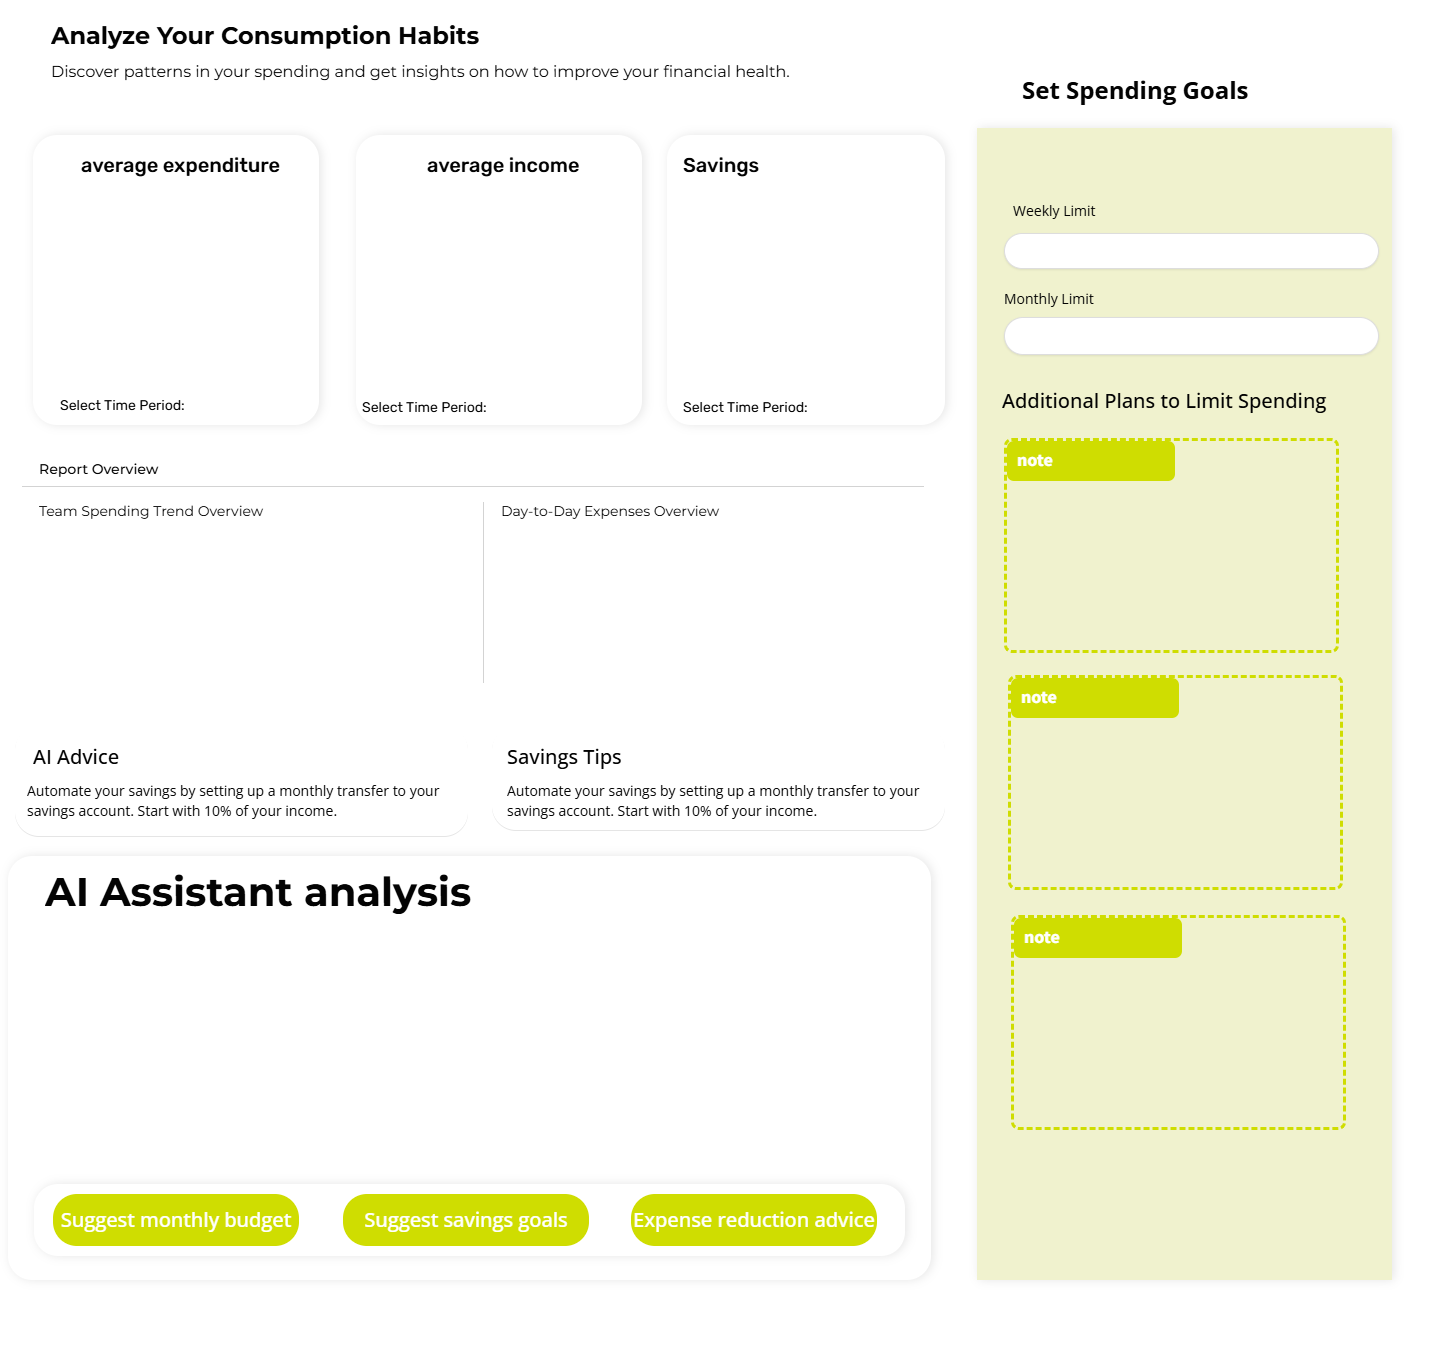 Analyze Your Consumption Habits
Discover patterns in your spending and get insights on how to improve your financial health.
average expenditure
Select Time Period:
average income
Select Time Period:
Savings
Select Time Period:
Report Overview
Team Spending Trend Overview
Day-to-Day Expenses Overview
AI Advice
Automate your savings by setting up a monthly transfer to your
savings account. Start with 10% of your income.
Savings Tips
Automate your savings by setting up a monthly transfer to your
savings account. Start with 10% of your income.
AI Assistant analysis
Suggest monthly budget
Suggest savings goals
Expense reduction advice
Set Spending Goals
Weekly Limit
Monthly Limit
Additional Plans to Limit Spending
note
note
note